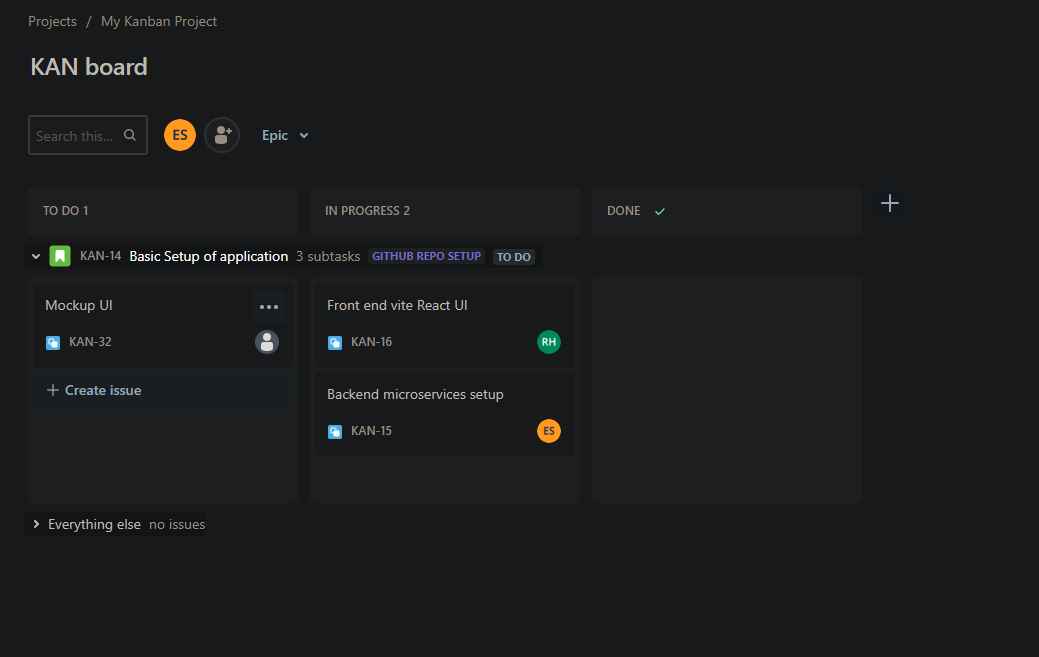 Projects / My Kanban Project
KAN board
Search this... ES Epic
TO DO 1 IN PROGRESS 2 DONE
KAN-14 Basic Setup of application 3 subtasks GITHUB REPO SETUP TO DO
Mockup UI
KAN-32
Create issue
Front end vite React UI
KAN-16 RH
Backend microservices setup
KAN-15 ES
Everything else no issues